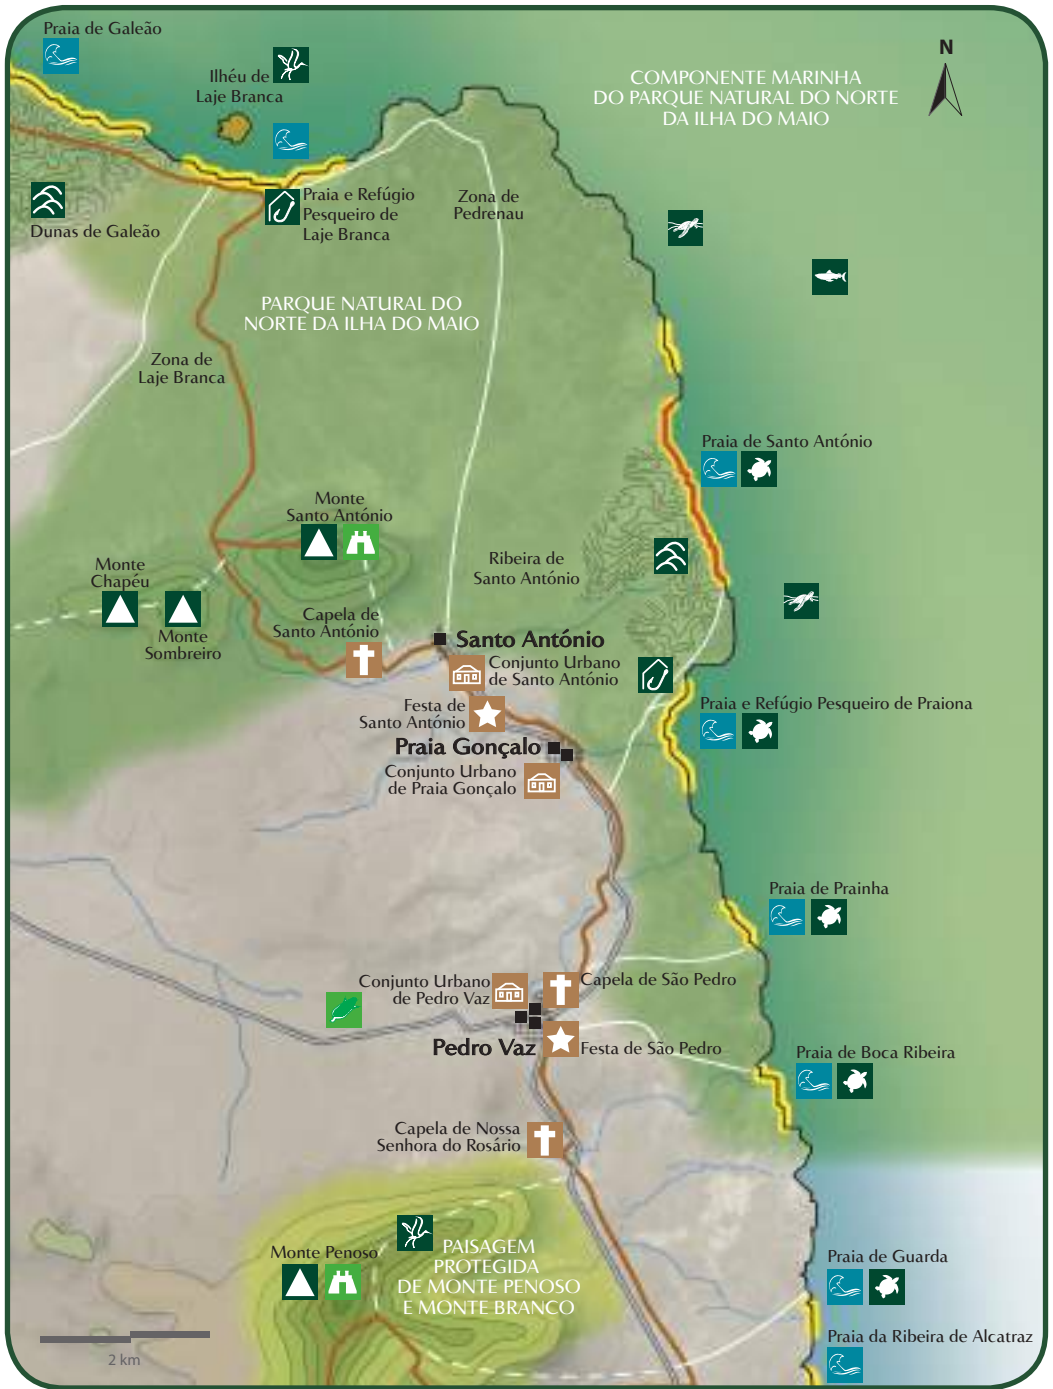 Praia de Galeão
Ilhéu de
Laje Branca
COMPONENTE MARINHA
DO PARQUE NATURAL DO NORTE
DA ILHA DO MAIO
N
Dunas de Galeão
Praia e Refúgio
Pesqueiro de
Laje Branca
Zona de
Pedrenau
PARQUE NATURAL DO
NORTE DA ILHA DO MAIO
Zona de
Laje Branca
Praia de Santo António
Monte
Santo António
Monte
Chapéu
Monte
Sombreiro
Ribeira de
Santo António
Capela de
Santo António
Santo António
Conjunto Urbano
de Santo António
Festa de
Santo António
Praia e Refúgio Pesqueiro de Praiona
Praia Gonçalo
Conjunto Urbano
de Praia Gonçalo
Praia de Prainha
Conjunto Urbano
de Pedro Vaz
Capela de São Pedro
Pedro Vaz
Festa de São Pedro
Praia de Boca Ribeira
Capela de Nossa
Senhora do Rosário
Monte Penoso
PAISAGEM
PROTEGIDA
DE MONTE PENOSO
E MONTE BRANCO
Praia de Guarda
Praia da Ribeira de Alcatraz
2 km